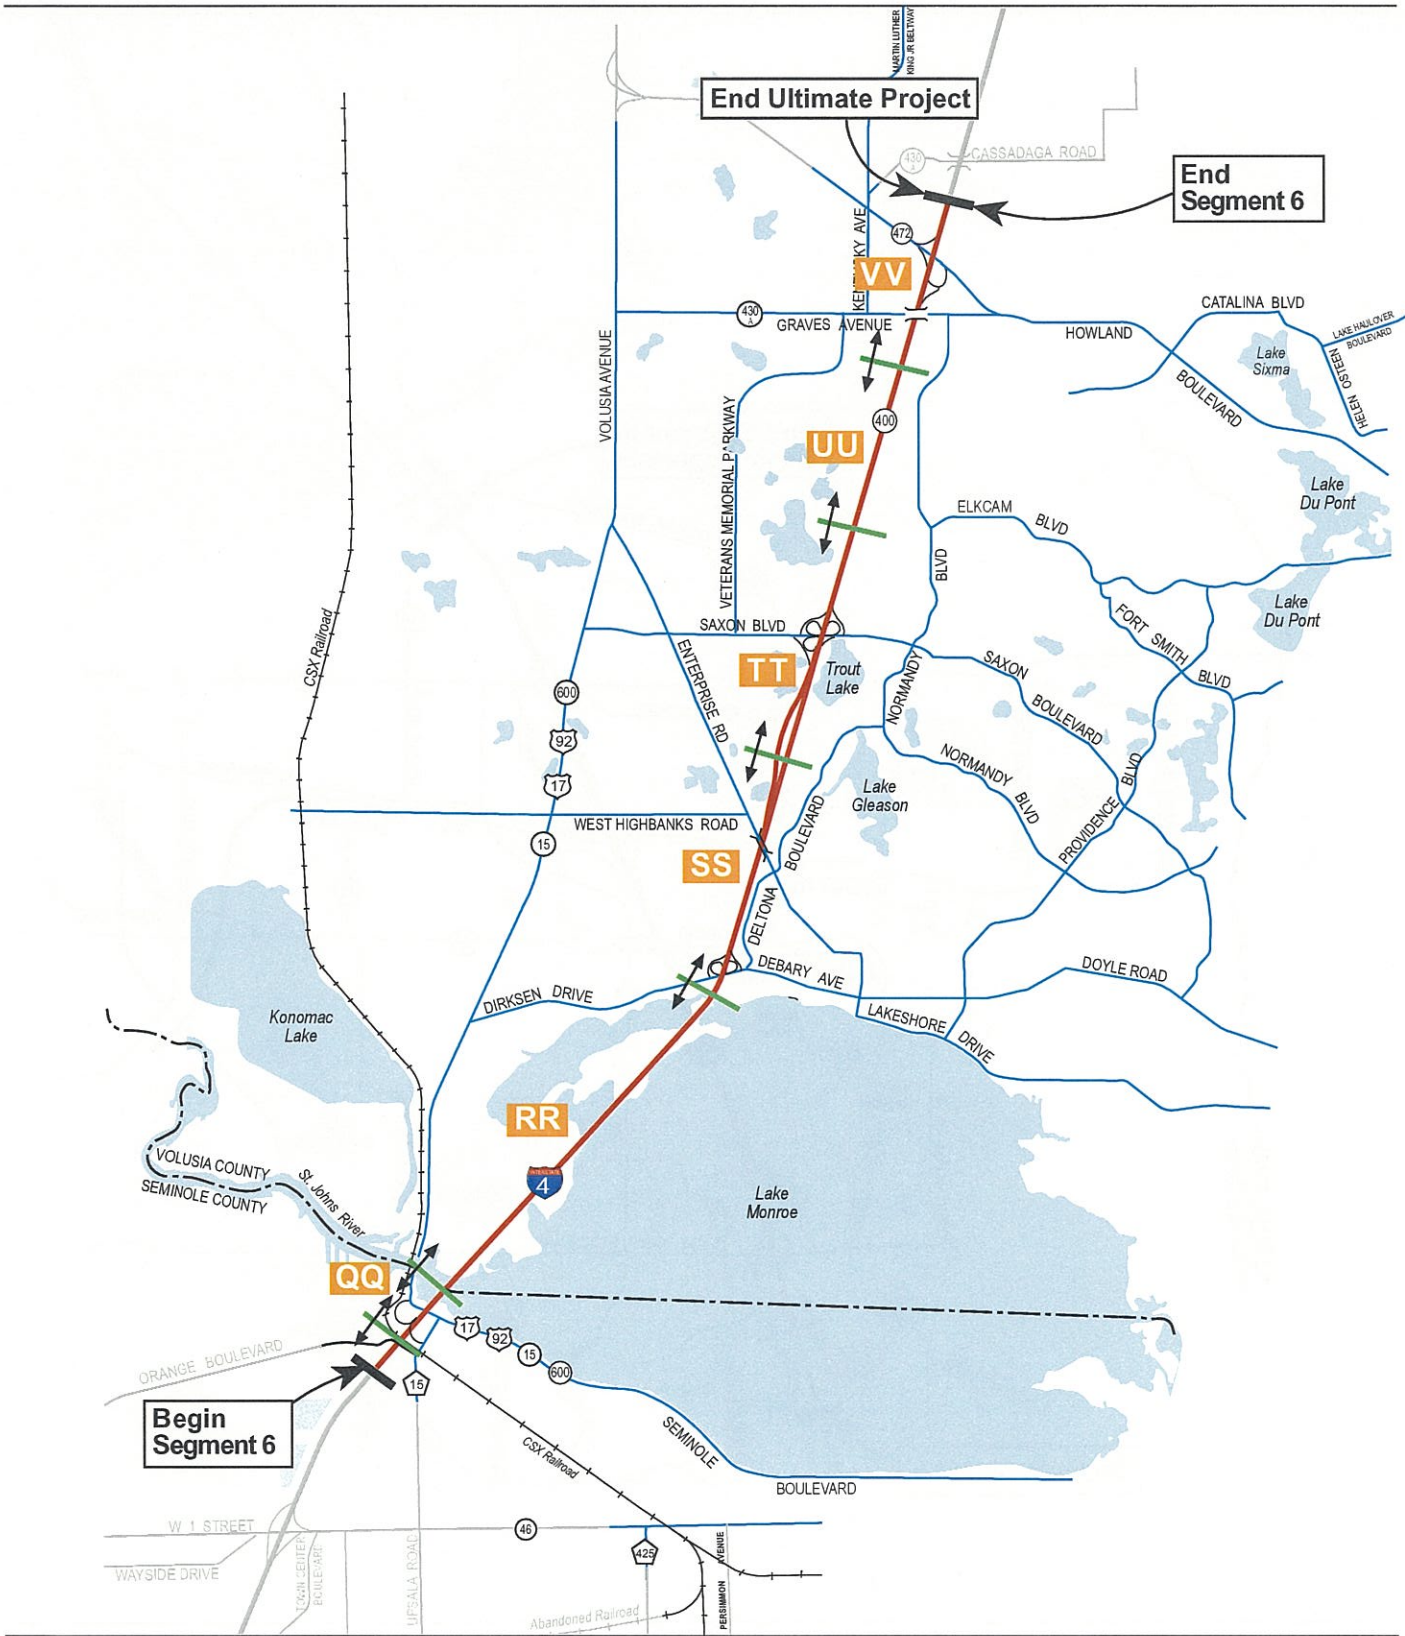 MARTIN LUTHER
KING JR BELTWAY
End Ultimate Project
430
A
CASSADAGA ROAD
End
Segment 6
472
KENTUCKY AVE
VV
430
A
GRAVES AVENUE
HOWLAND
BOULEVARD
CATALINA BLVD
LAKE HAULOVER
BOULEVARD
HELEN OSTEEN
Lake
Sixma
VOLUSIA AVENUE
VETERANS MEMORIAL PARKWAY
400
UU
Lake
Du Pont
ELKCAM
BLVD
BLVD
CSX Railroad
SAXON BLVD
Lake
Du Pont
FORT SMITH
BLVD
ENTERPRISE RD
TT
Trout
Lake
NORMANDY
SAXON
BOULEVARD
600
92
17
NORMANDY
BLVD
Lake
Gleason
BLVD
PROVIDENCE
WEST HIGHBANKS ROAD
15
BOULEVARD
SS
DELTONA
DEBARY AVE
DOYLE ROAD
DIRKSEN DRIVE
Konomac
Lake
LAKESHORE
DRIVE
RR
INTERSTATE
4
VOLUSIA COUNTY
SEMINOLE COUNTY
St. Johns River
Lake
Monroe
QQ
17
92
15
600
ORANGE BOULEVARD
15
Begin
Segment 6
SEMINOLE
BOULEVARD
CSX Railroad
W 1 STREET
46
WAYSIDE DRIVE
TOWN CENTER
BOULEVARD
UPSALA ROAD
425
PERSIMMON AVENUE
Abandoned Railroad